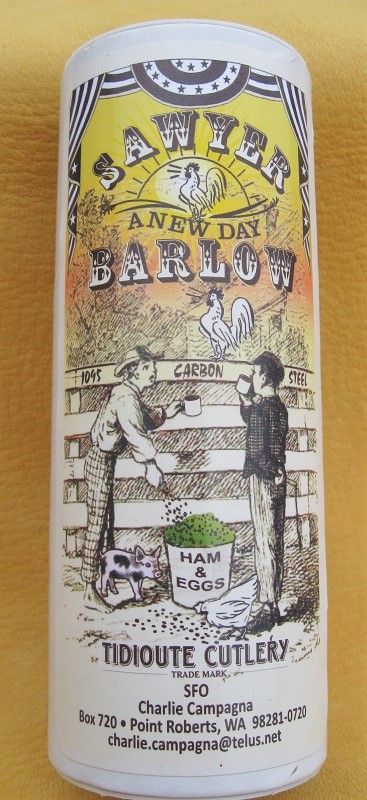 SAWYER
A NEW DAY
BARLOW
1095 CARBON STEEL
HAM
&
EGGS
TIDIOUTE CUTLERY
TRADE MARK
SFO
Charlie Campagna
Box 720 • Point Roberts, WA 98281-0720
charlie.campagna@telus.net